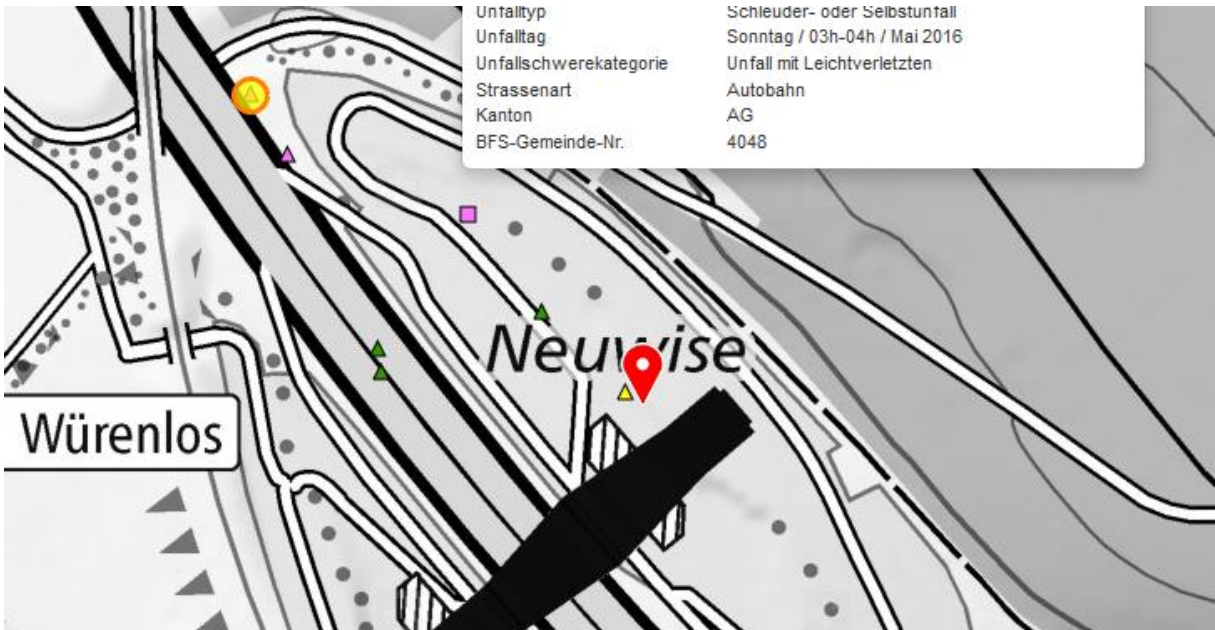 Unfalltyp Schleuder- oder Selbstunfall
Unfalltag Sonntag / 03h-04h / Mai 2016
Unfallschwerekategorie Unfall mit Leichtverletzten
Strassenart Autobahn
Kanton AG
BFS-Gemeinde-Nr. 4048
Neuwise
Würenlos